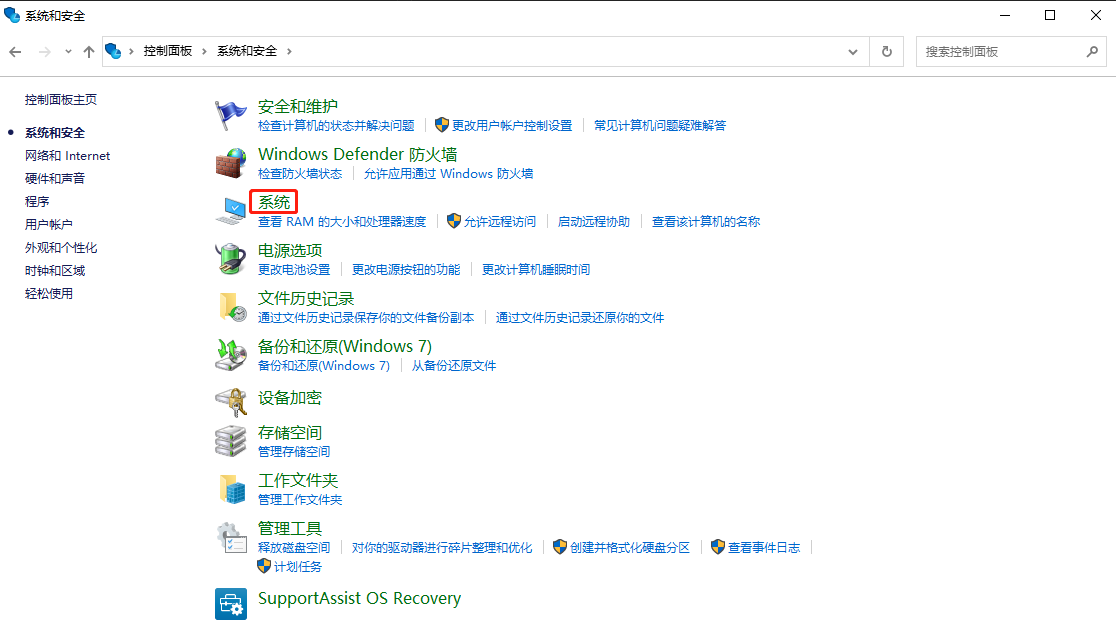 系统和安全
控制面板 系统和安全
搜索控制面板
控制面板主页
系统和安全
网络和 Internet
硬件和声音
程序
用户帐户
外观和个性化
时钟和区域
轻松使用
安全和维护
检查计算机的状态并解决问题 更改用户帐户控制设置 常见计算机问题疑难解答
Windows Defender 防火墙
检查防火墙状态 允许应用通过 Windows 防火墙
系统
查看 RAM 的大小和处理器速度 允许远程访问 启动远程协助 查看该计算机的名称
电源选项
更改电池设置 更改电源按钮的功能 更改计算机睡眠时间
文件历史记录
通过文件历史记录保存你的文件备份副本 通过文件历史记录还原你的文件
备份和还原(Windows 7)
备份和还原(Windows 7) 从备份还原文件
设备加密
存储空间
管理存储空间
工作文件夹
管理工作文件夹
管理工具
释放磁盘空间 对你的驱动器进行碎片整理和优化 创建并格式化硬盘分区 查看事件日志
计划任务
SupportAssist OS Recovery